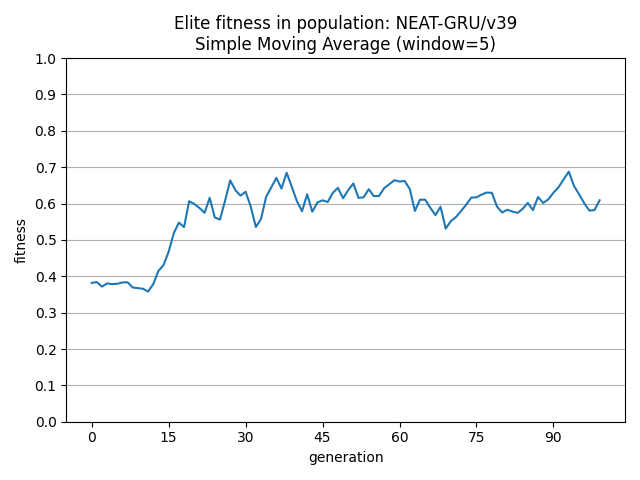 Elite fitness in population: NEAT-GRU/v39
Simple Moving Average (window=5)
1.0
0.9
0.8
0.7
0.6
0.5
0.4
0.3
0.2
0.1
0.0
fitness
0 15 30 45 60 75 90
generation